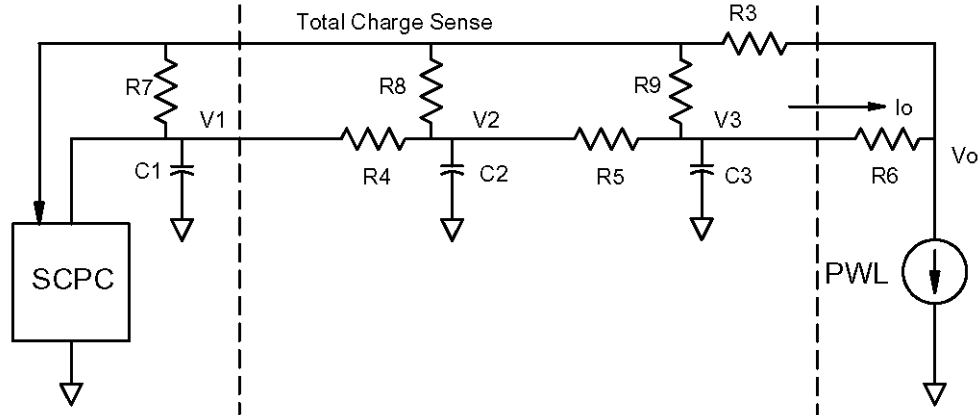 Total Charge Sense
R3
R7
R8
R9
V1
V2
V3
Io
R4
R5
R6
Vo
C1
C2
C3
SCPC
PWL